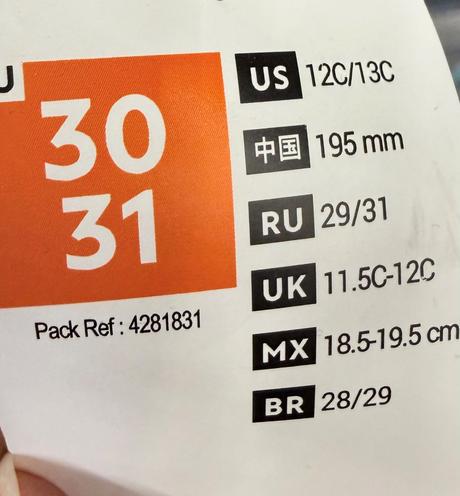 U
30
31
Pack Ref : 4281831
US 12C/13C
中国 195 mm
RU 29/31
UK 11.5C-12C
MX 18.5-19.5 cm
BR 28/29